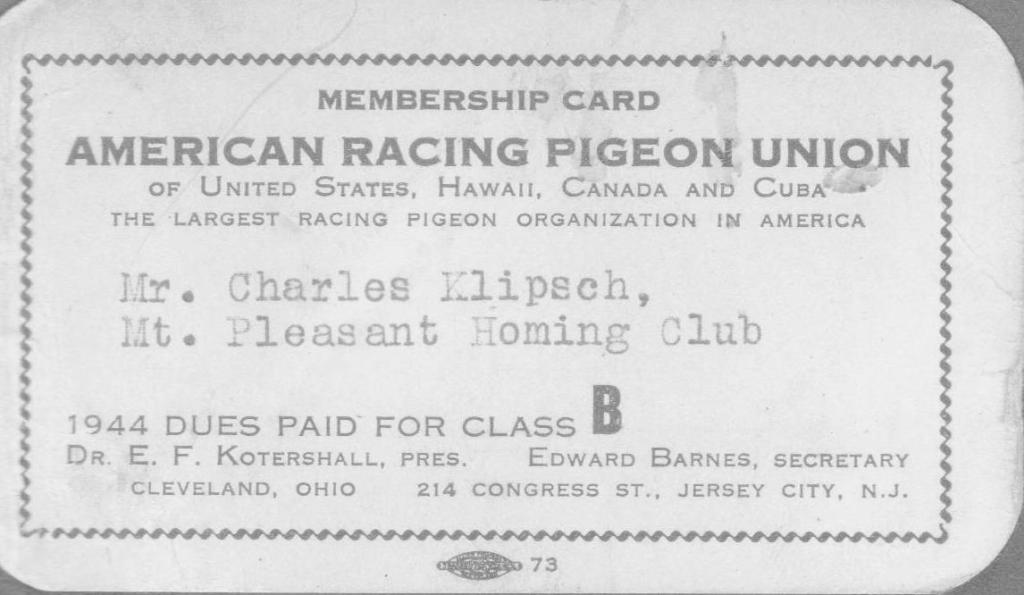 MEMBERSHIP CARD
AMERICAN RACING PIGEON UNION
OF UNITED STATES, HAWAII, CANADA AND CUBA
THE LARGEST RACING PIGEON ORGANIZATION IN AMERICA
Mr. Charles Klipsch,
Mt. Pleasant Homing Club
1944 DUES PAID FOR CLASS B
DR. E. F. KOTERSHALL, PRES. EDWARD BARNES, SECRETARY
CLEVELAND, OHIO 214 CONGRESS ST., JERSEY CITY, N.J.
73